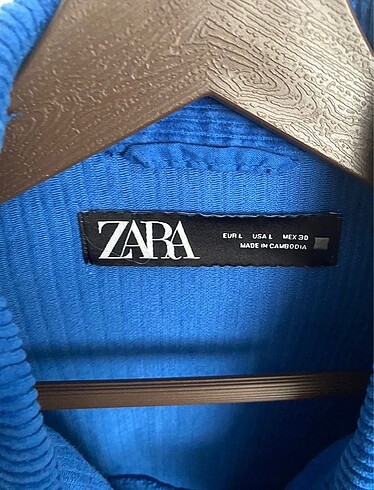 ZARA
EUR L USA L MEX 30
MADE IN CAMBODIA